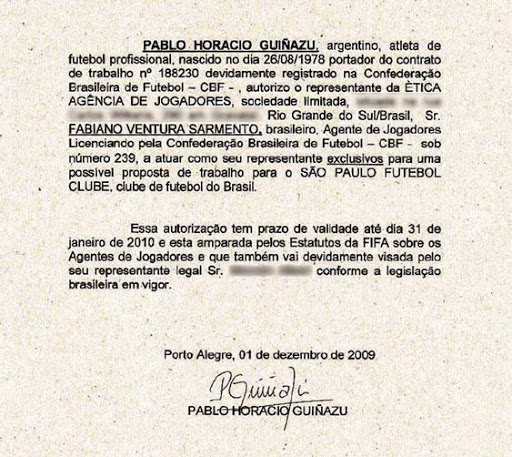 PABLO HORACIO GUIÑAZU, argentino, atleta de
futebol profissional, nascido no dia 26/08/1978 portador do contrato
de trabalho nº 188230 devidamente registrado na Confederação
Brasileira de Futebol – CBF - , autorizo o representante da ÈTICA
AGÊNCIA DE JOGADORES, sociedade limitada,
Rio Grande do Sul/Brasil, Sr.
FABIANO VENTURA SARMENTO, brasileiro, Agente de Jogadores
Licenciando pela Confederação Brasileira de Futebol – CBF - sob
número 239, a atuar como seu representante exclusivos para uma
possivel proposta de trabalho para o SÃO PAULO FUTEBOL
CLUBE, clube de futebol do Brasil.
Essa autorização tem prazo de validade até dia 31 de
janeiro de 2010 e esta amparada pelos Estatutos da FIFA sobre os
Agentes de Jogadores e que também vai devidamente visada pelo
seu representante legal Sr. conforme a legislação
brasileira em vigor.
Porto Alegre, 01 de dezembro de 2009
PGuiñazu
PABLO HORACIO GUIÑAZU